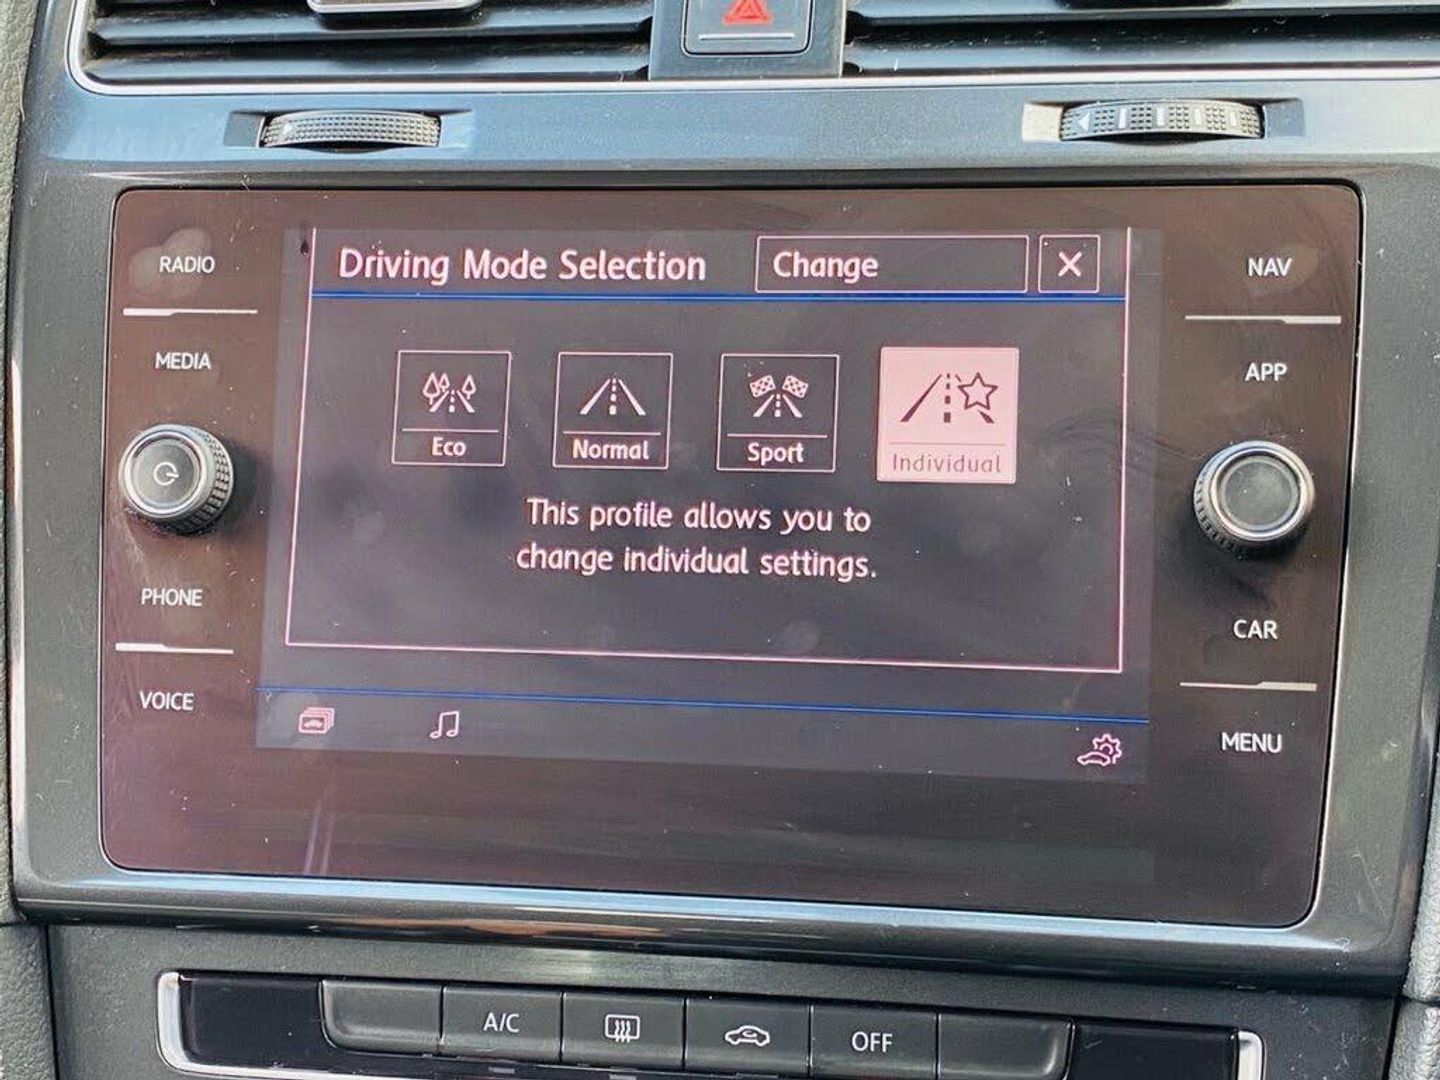 RADIO
MEDIA
PHONE
VOICE
Driving Mode Selection
Change
Eco
Normal
Sport
Individual
This profile allows you to
change individual settings.
NAV
APP
CAR
MENU
A/C
OFF